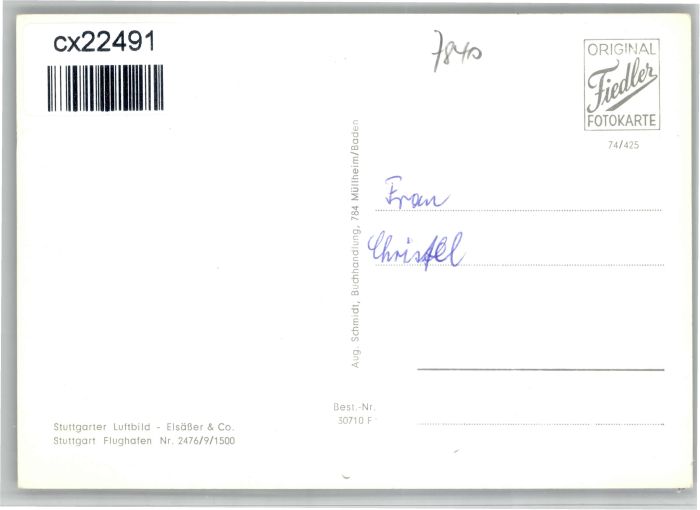 cx22491
7840
ORIGINAL
Fiedler
FOTOKARTE
74/425
Aug. Schmidt, Buchhandlung, 784 Müllheim/Baden
Frau
Christel
Best.-Nr.
30710 F
Stuttgarter Luftbild - Elsäßer & Co.
Stuttgart Flughafen Nr. 2476/9/1500